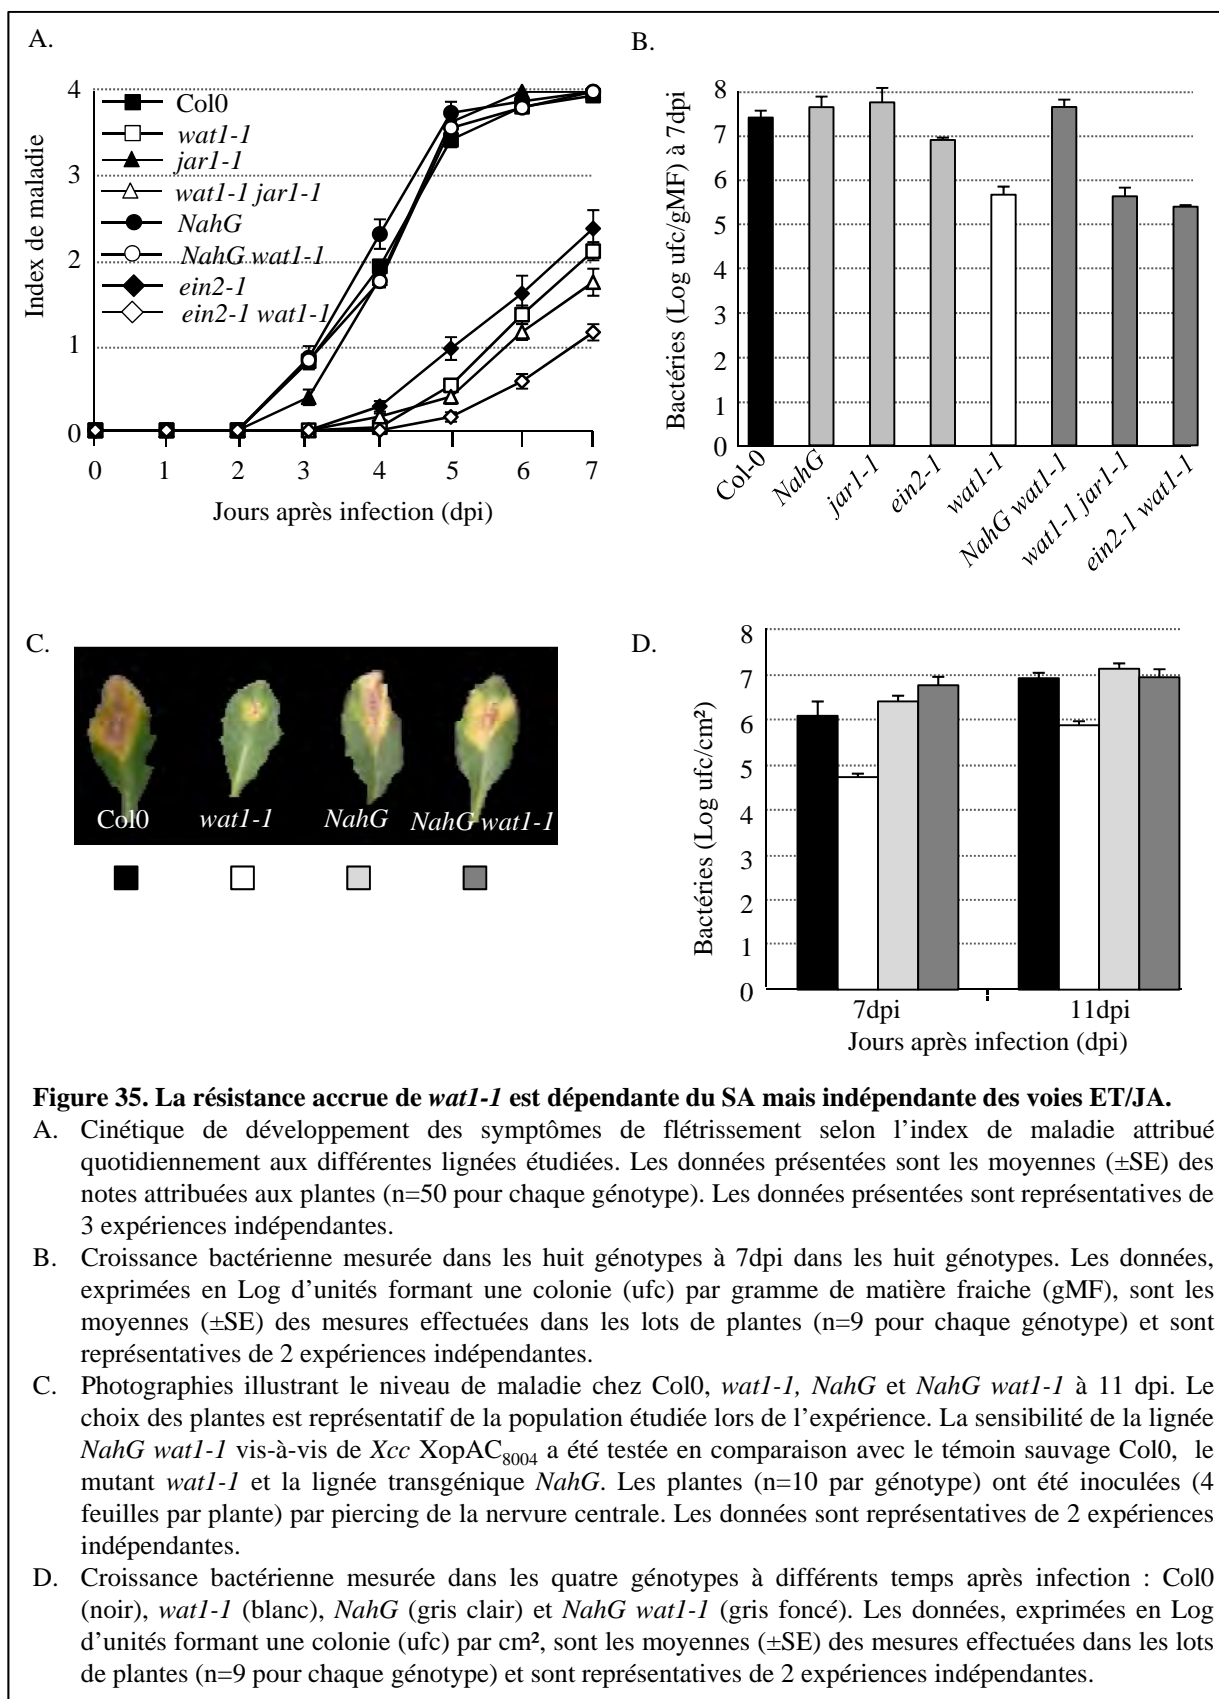 A.
4
3
2
1
0
Index de maladie
Col0
wat1-1
jar1-1
wat1-1 jar1-1
NahG
NahG wat1-1
ein2-1
ein2-1 wat1-1
0 1 2 3 4 5 6 7
Jours après infection (dpi)
B.
8
7
6
5
4
3
2
1
0
Bactéries (Log ufc/gMF) à 7dpi
Col-0
NahG
jar1-1
ein2-1
wat1-1
NahG wat1-1
wat1-1 jar1-1
ein2-1 wat1-1
C.
Col0 wat1-1 NahG NahG wat1-1
D.
8
7
6
5
4
3
2
1
0
Bactéries (Log ufc/cm²)
7dpi 11dpi
Jours après infection (dpi)
Figure 35. La résistance accrue de wat1-1 est dépendante du SA mais indépendante des voies ET/JA.
A. Cinétique de développement des symptômes de flétrissement selon l’index de maladie attribué
quotidiennement aux différentes lignées étudiées. Les données présentées sont les moyennes (±SE) des
notes attribuées aux plantes (n=50 pour chaque génotype). Les données présentées sont représentatives de
3 expériences indépendantes.
B. Croissance bactérienne mesurée dans les huit génotypes à 7dpi dans les huit génotypes. Les données,
exprimées en Log d’unités formant une colonie (ufc) par gramme de matière fraiche (gMF), sont les
moyennes (±SE) des mesures effectuées dans les lots de plantes (n=9 pour chaque génotype) et sont
représentatives de 2 expériences indépendantes.
C. Photographies illustrant le niveau de maladie chez Col0, wat1-1, NahG et NahG wat1-1 à 11 dpi. Le
choix des plantes est représentatif de la population étudiée lors de l’expérience. La sensibilité de la lignée
NahG wat1-1 vis-à-vis de Xcc XopAC8004 a été testée en comparaison avec le témoin sauvage Col0, le
mutant wat1-1 et la lignée transgénique NahG. Les plantes (n=10 par génotype) ont été inoculées (4
feuilles par plante) par piercing de la nervure centrale. Les données sont représentatives de 2 expériences
indépendantes.
D. Croissance bactérienne mesurée dans les quatre génotypes à différents temps après infection : Col0
(noir), wat1-1 (blanc), NahG (gris clair) et NahG wat1-1 (gris foncé). Les données, exprimées en Log
d’unités formant une colonie (ufc) par cm², sont les moyennes (±SE) des mesures effectuées dans les lots
de plantes (n=9 pour chaque génotype) et sont représentatives de 2 expériences indépendantes.